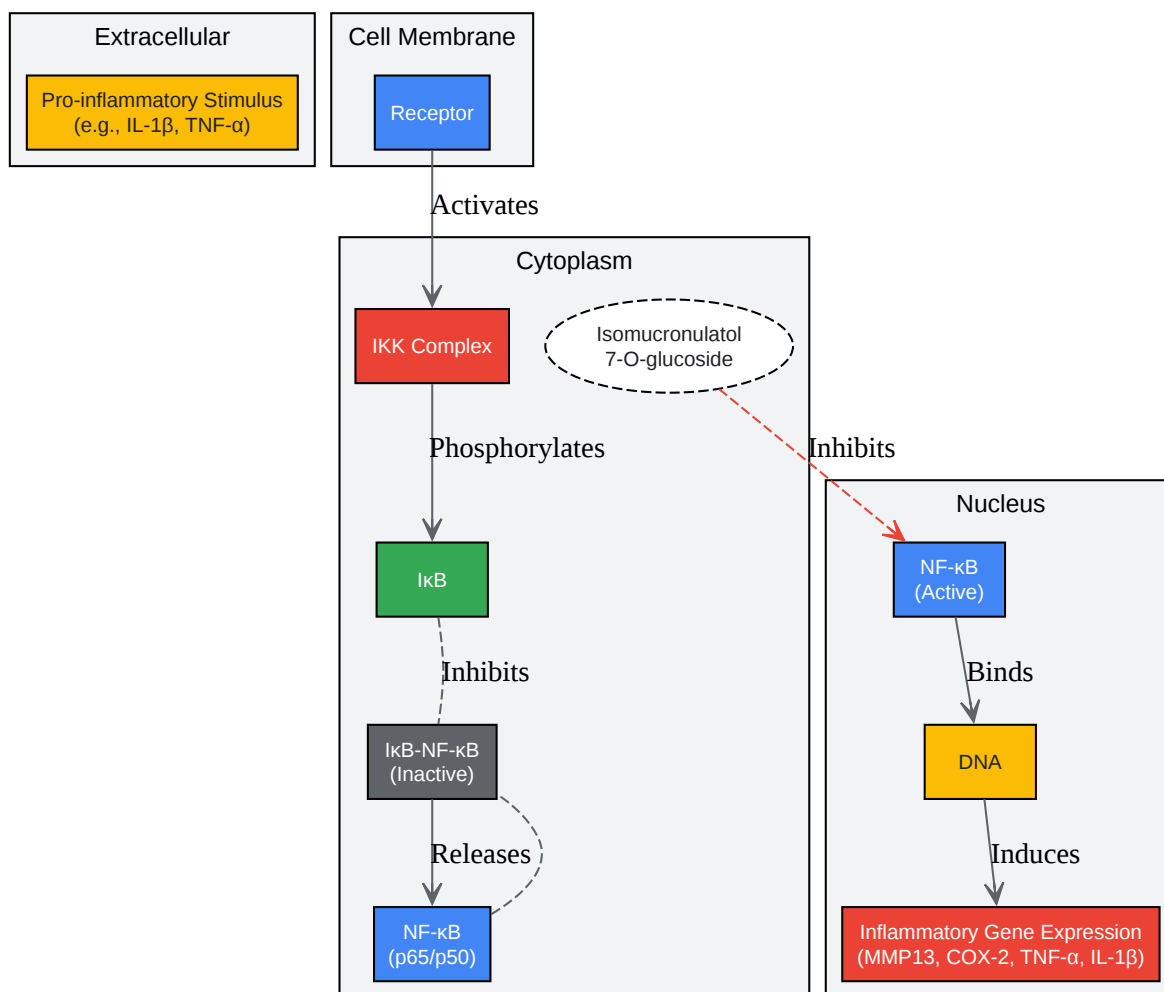 Extracellular
Pro-inflammatory Stimulus
(e.g., IL-1β, TNF-α)
Cell Membrane
Receptor
Activates
Cytoplasm
IKK Complex
Isomucronulatol
7-O-glucoside
Phosphorylates
Inhibits
IκB
Inhibits
IκB-NF-κB
(Inactive)
Releases
NF-κB
(p65/p50)
Nucleus
NF-κB
(Active)
Binds
DNA
Induces
Inflammatory Gene Expression
(MMP13, COX-2, TNF-α, IL-1β)